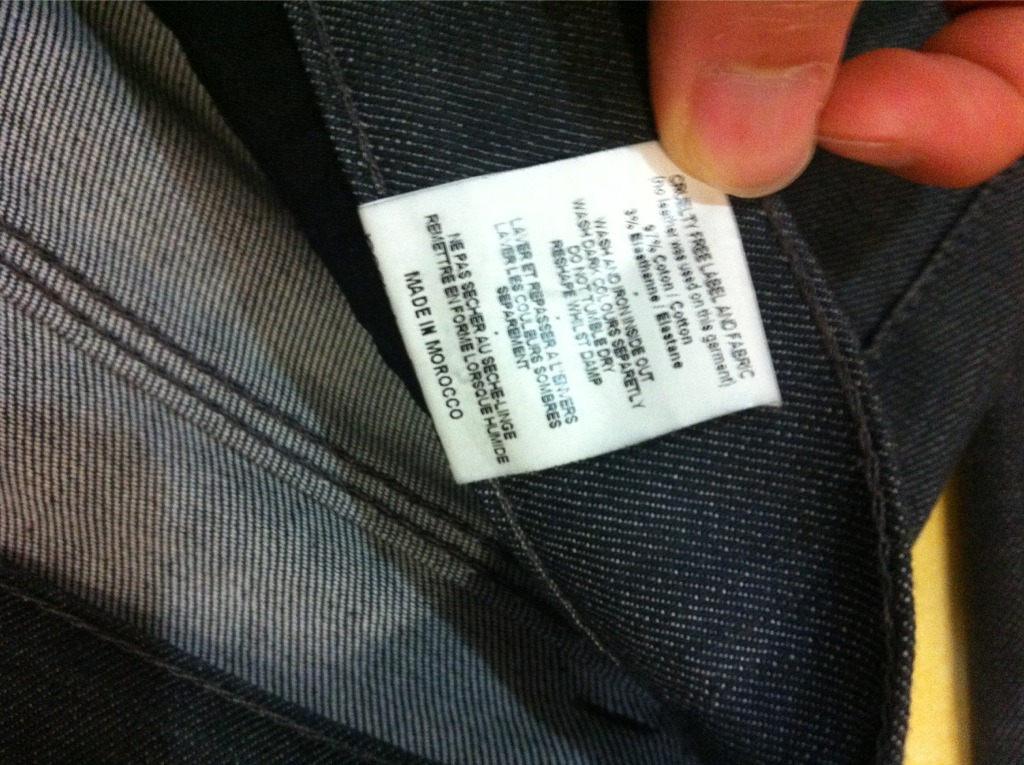 CRUELTY FREE LABEL AND FABRIC
(no leather was used on this garment)
97% Coton / Cotton
3% Elasthanne / Elastane
WASH AND IRON INSIDE OUT
WASH DARK COLOURS SEPARETLY
DO NOT TUMBLE DRY
RESHAPE WHILST DAMP
LAVER ET REPASSER A L'ENVERS
LAVER LES COULEURS SOMBRES
SEPAREMENT
NE PAS SECHER AU SECHE-LINGE
REMETTRE EN FORME LORSQUE HUMIDE
MADE IN MOROCCO